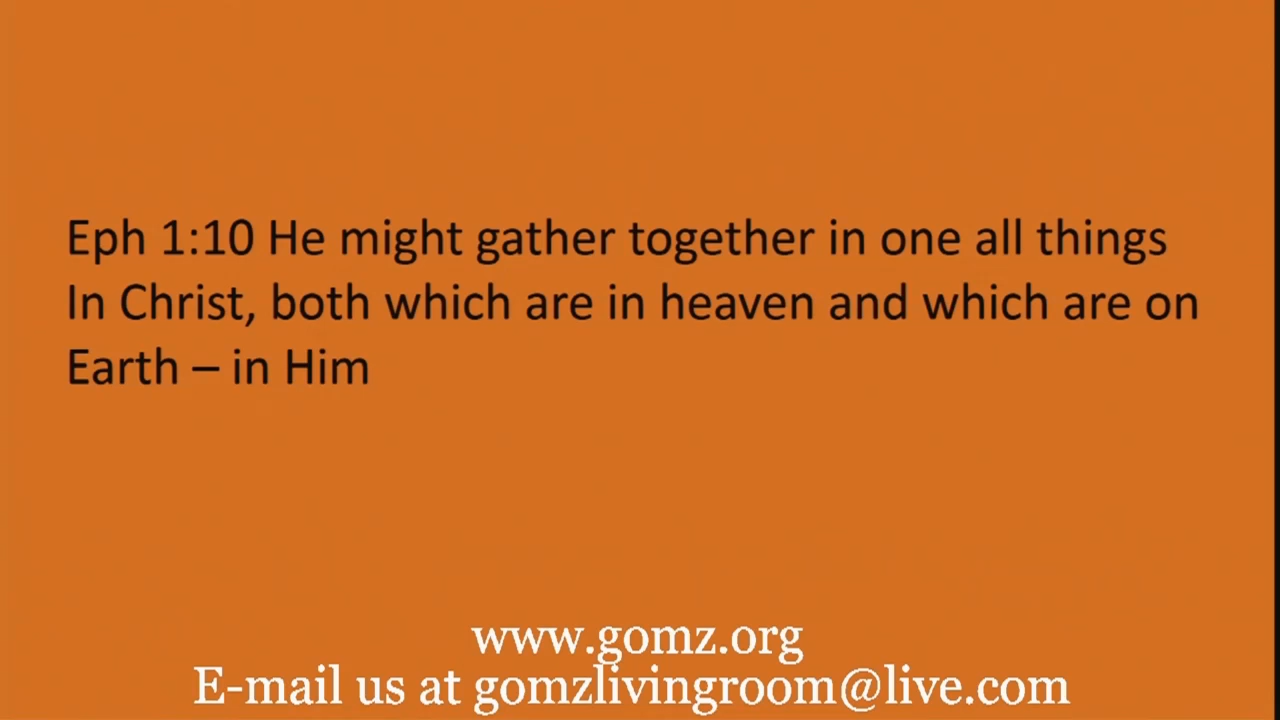 Eph 1:10 He might gather together in one all things
In Christ, both which are in heaven and which are on
Earth – in Him
www.gomz.org
E-mail us at gomzlivingroom@live.com